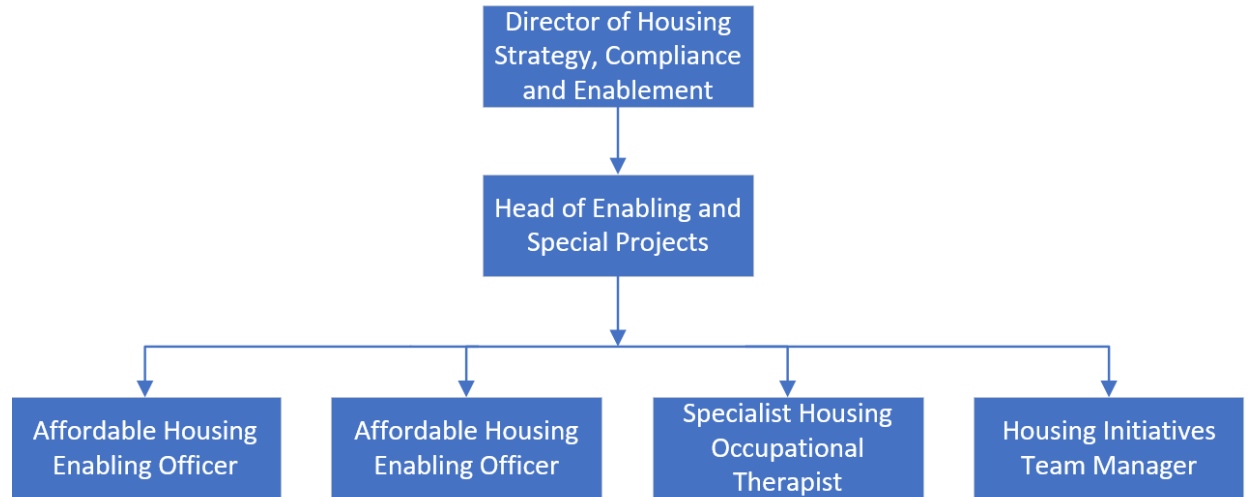 Director of Housing
Strategy, Compliance
and Enablement
Head of Enabling and
Special Projects
Affordable Housing
Enabling Officer
Affordable Housing
Enabling Officer
Specialist Housing
Occupational
Therapist
Housing Initiatives
Team Manager